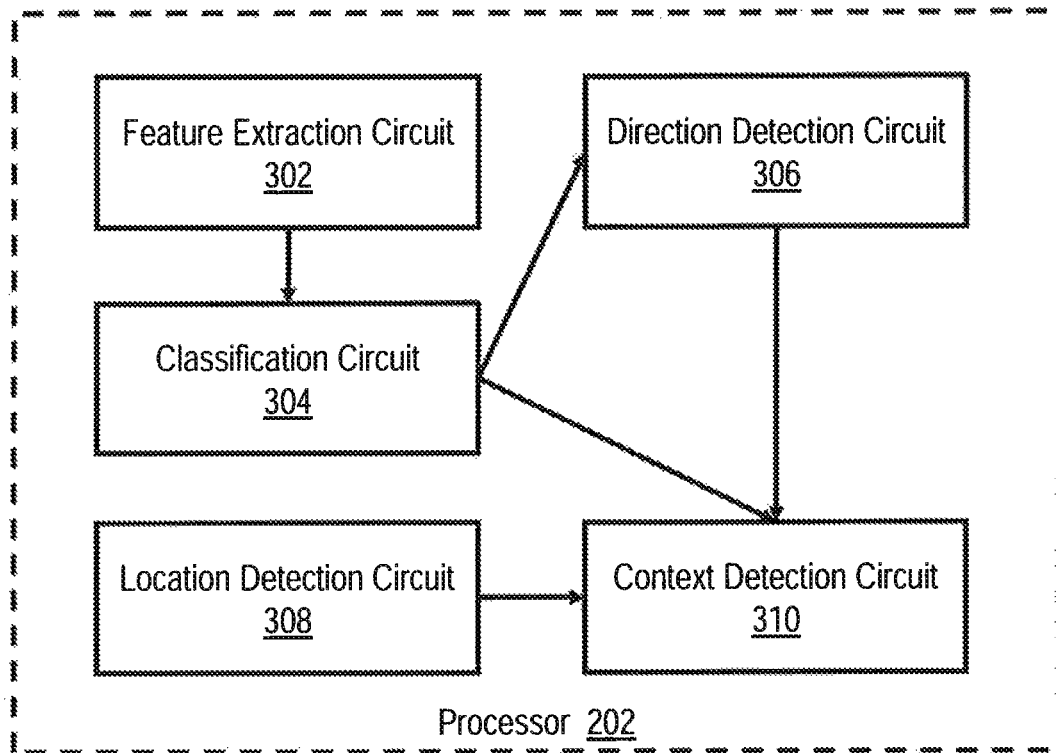 Feature Extraction Circuit
302
Direction Detection Circuit
306
Classification Circuit
304
Location Detection Circuit
308
Context Detection Circuit
310
Processor 202